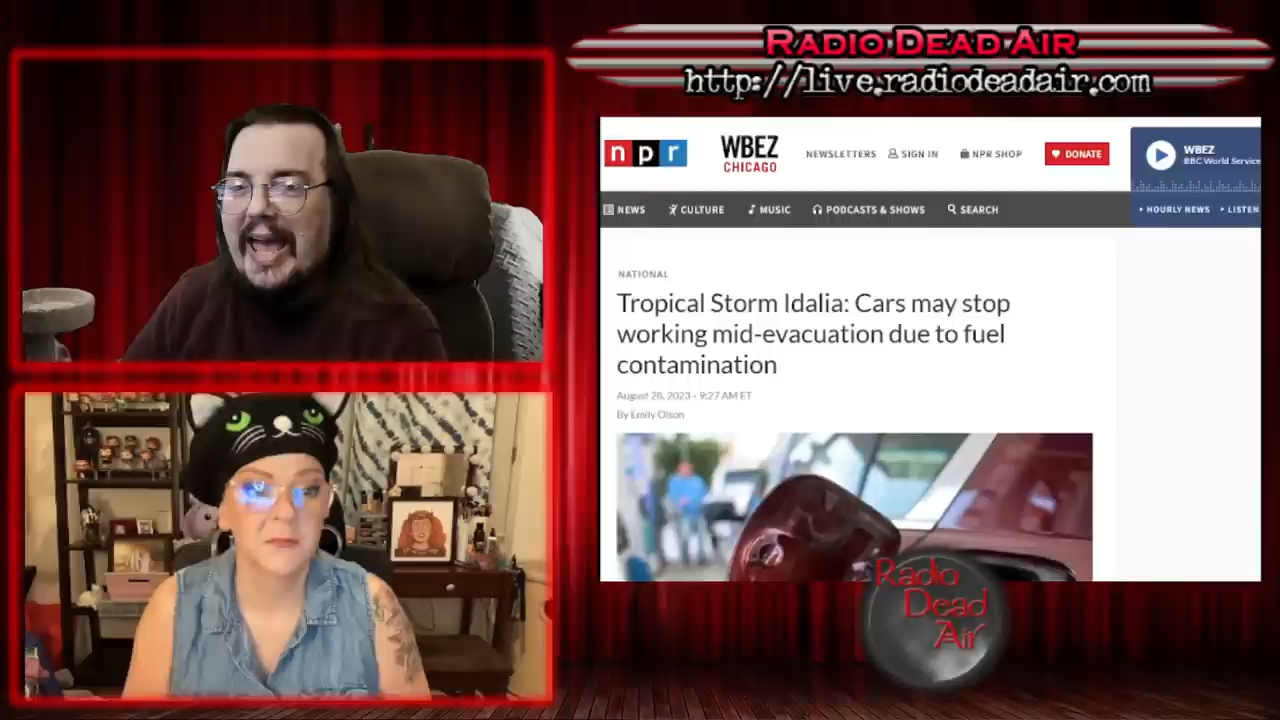 RADIO DEAD AIR
http://live.radiodeadair.com
npr
WBEZ
CHICAGO
NEWSLETTERS SIGN IN NPR SHOP DONATE
WBEZ
BBC World Service
NEWS CULTURE MUSIC PODCASTS & SHOWS SEARCH
HOURLY NEWS LISTEN
NATIONAL
Tropical Storm Idalia: Cars may stop
working mid-evacuation due to fuel
contamination
August 28, 2023 - 9:27 AM ET
By Emily Olson
Radio
Dead
Air